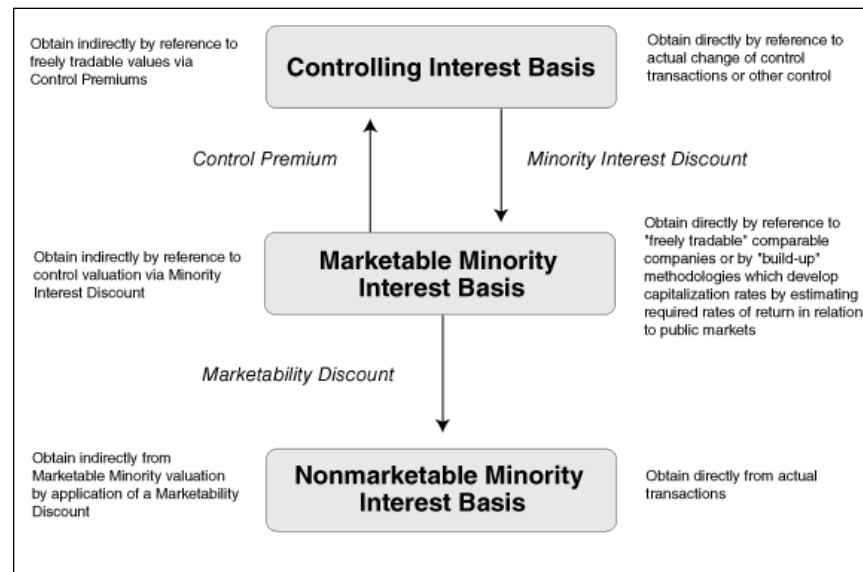 Obtain indirectly by reference to
freely tradable values via
Control Premiums
Controlling Interest Basis
Obtain directly by reference to
actual change of control
transactions or other control
Control Premium
Minority Interest Discount
Obtain indirectly by reference to
control valuation via Minority
Interest Discount
Marketable Minority
Interest Basis
Obtain directly by reference to
"freely tradable" comparable
companies or by "build-up"
methodologies which develop
capitalization rates by estimating
required rates of return in relation
to public markets
Marketability Discount
Obtain indirectly from
Marketable Minority valuation
by application of a Marketability
Discount
Nonmarketable Minority
Interest Basis
Obtain directly from actual
transactions